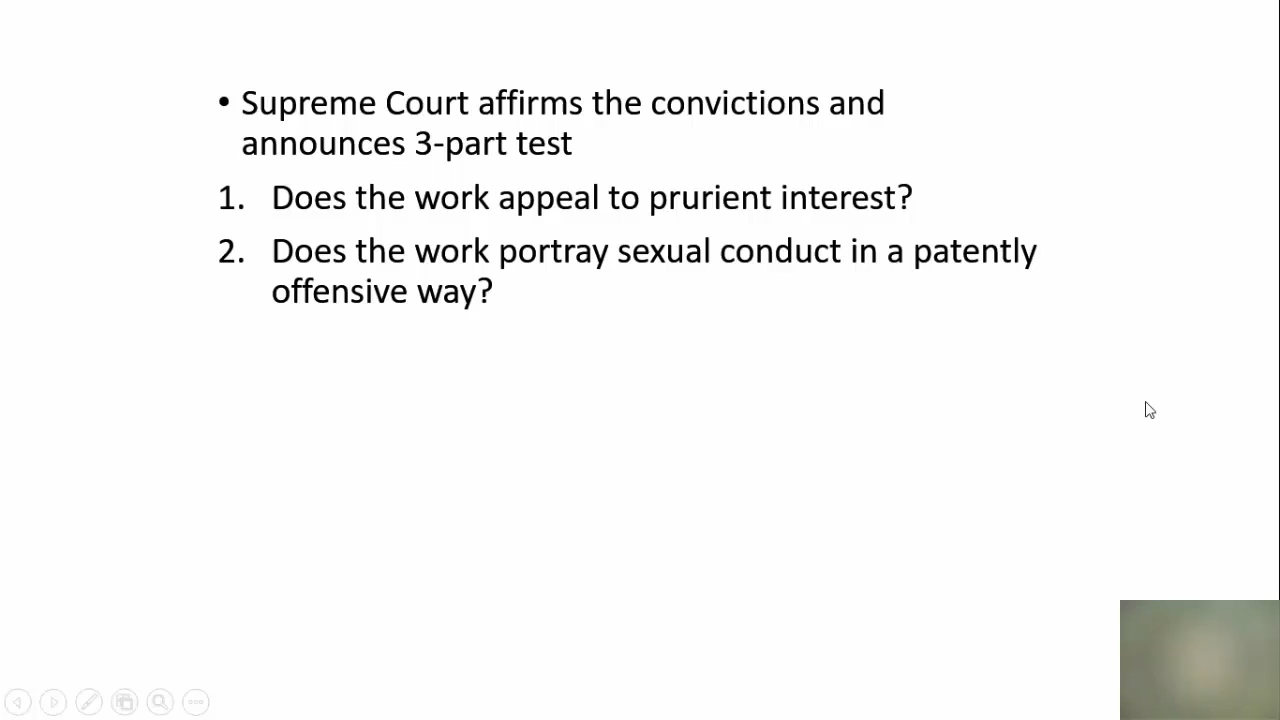 • Supreme Court affirms the convictions and
announces 3-part test
1. Does the work appeal to prurient interest?
2. Does the work portray sexual conduct in a patently
offensive way?